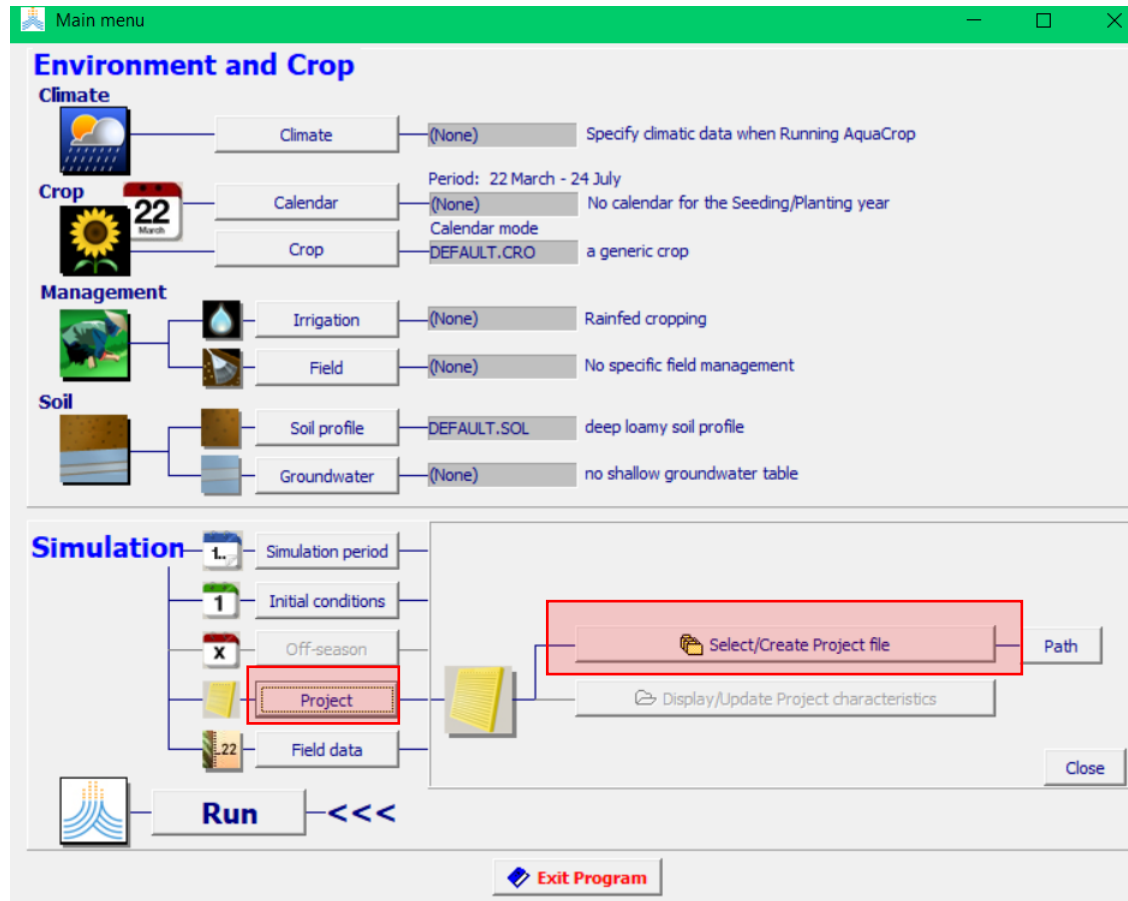 Main menu
Environment and Crop
Climate
Climate
(None)
Specify climatic data when Running AquaCrop
Period: 22 March - 24 July
Crop
22
March
Calendar
(None)
No calendar for the Seeding/Planting year
Calendar mode
Crop
DEFAULT.CRO
a generic crop
Management
Irrigation
(None)
Rainfed cropping
Field
(None)
No specific field management
Soil
Soil profile
DEFAULT.SOL
deep loamy soil profile
Groundwater
(None)
no shallow groundwater table
Simulation
1..
Simulation period
1
Initial conditions
X
Off-season
Select/Create Project file
Path
Project
Display/Update Project characteristics
..22
Field data
Close
Run
<<<
Exit Program